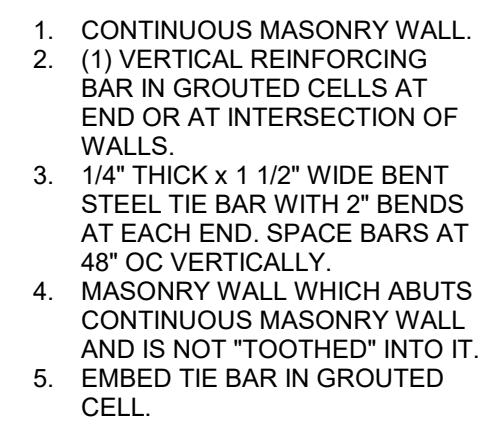 1. CONTINUOUS MASONRY WALL.
2. (1) VERTICAL REINFORCING
BAR IN GROUTED CELLS AT
END OR AT INTERSECTION OF
WALLS.
3. 1/4" THICK x 1 1/2" WIDE BENT
STEEL TIE BAR WITH 2" BENDS
AT EACH END. SPACE BARS AT
48" OC VERTICALLY.
4. MASONRY WALL WHICH ABUTS
CONTINUOUS MASONRY WALL
AND IS NOT "TOOTHED" INTO IT.
5. EMBED TIE BAR IN GROUTED
CELL.